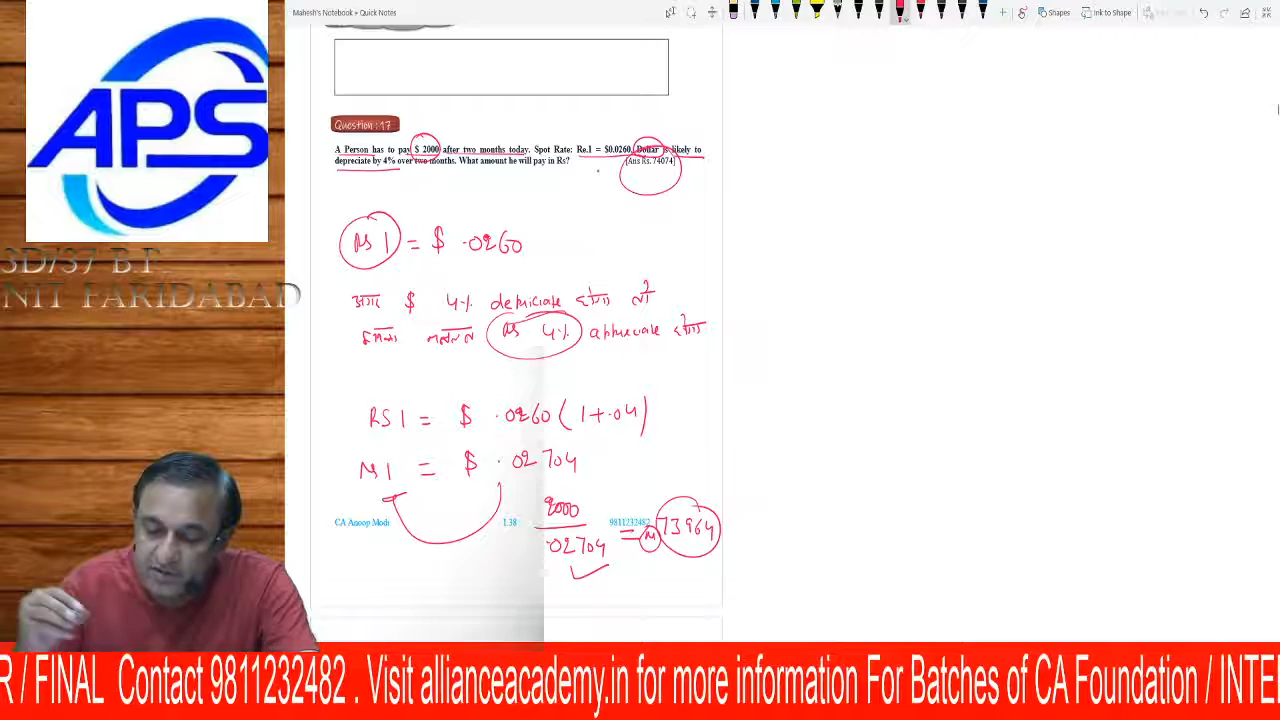 Mahesh's Notebook » Quick Notes
Shapes
Ink to Shape
APS
3D/37 B.P.
NIT FARIDABAD
Question : 17
A Person has to pay $ 2000 after two months today. Spot Rate: Re.1 = $0.0260. Dollar is likely to
depreciate by 4% over two months. What amount he will pay in Rs?
[Ans Rs. 74074]
Rs 1 = $ .0260
अगर $ 4% depriciate होगा तो
इसका मतलब Rs 4% appriciate होगा
RS 1 = $ .0260 (1+.04)
Rs 1 = $ .02704
2000
.02704
= Rs 73964
CA Anoop Modi
1.38
9811232482
R / FINAL Contact 9811232482 . Visit allianceacademy.in for more information For Batches of CA Foundation / INTE